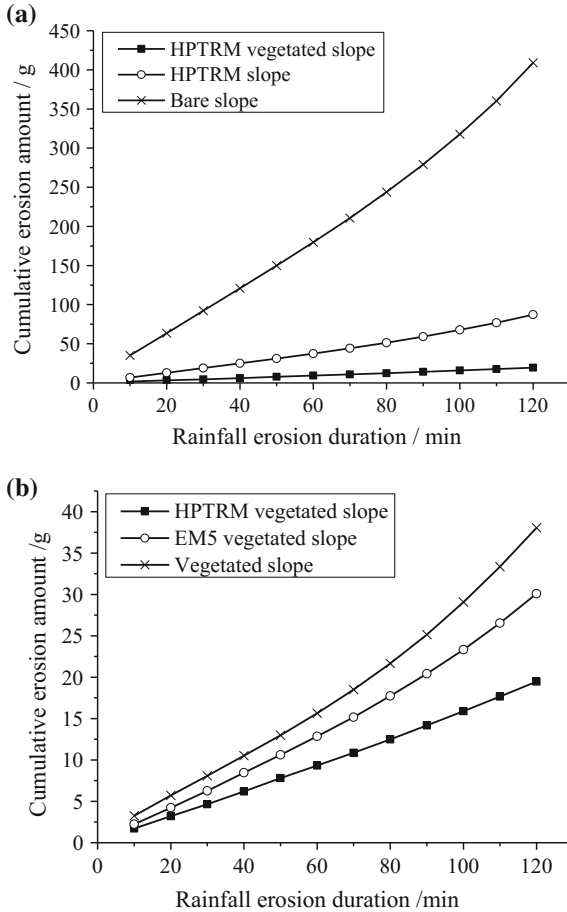 (a)
HPTRM vegetated slope
HPTRM slope
Bare slope
Cumulative erosion amount / g
450
400
350
300
250
200
150
100
50
0
0 20 40 60 80 100 120
Rainfall erosion duration / min
(b)
HPTRM vegetated slope
EM5 vegetated slope
Vegetated slope
Cumulative erosion amount /g
40
35
30
25
20
15
10
5
0
0 20 40 60 80 100 120
Rainfall erosion duration /min